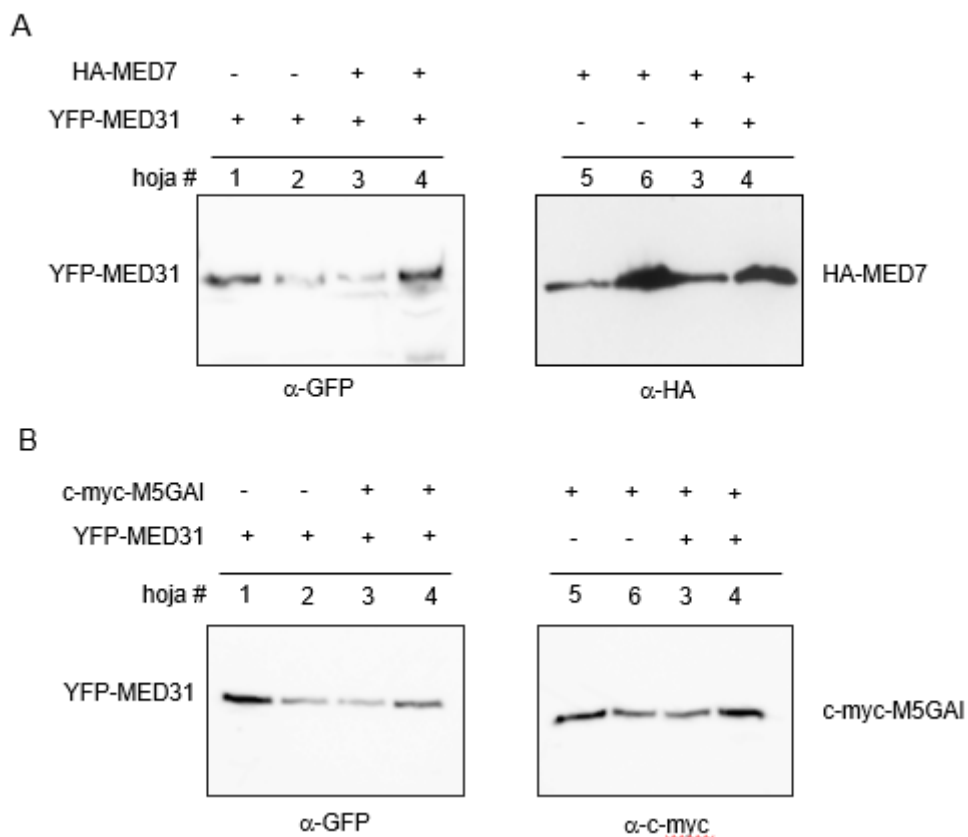 A
HA-MED7 - - + + + + + +
YFP-MED31 + + + + - - + +
hoja # 1 2 3 4 5 6 3 4
YFP-MED31 HA-MED7
α-GFP α-HA
B
c-myc-M5GAI - - + + + + + +
YFP-MED31 + + + + - - + +
hoja # 1 2 3 4 5 6 3 4
YFP-MED31 c-myc-M5GAI
α-GFP α-c-myc